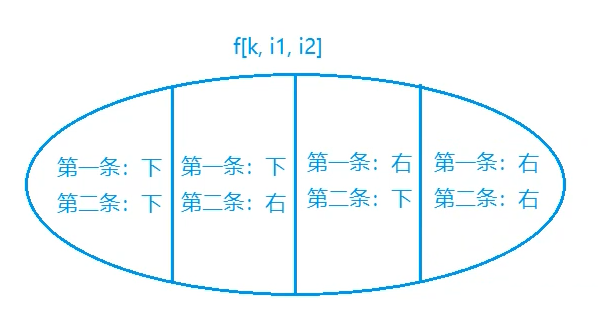 f[k, i1, i2]
第一条：下
第二条：下
第一条：下
第二条：右
第一条：右
第二条：下
第一条：右
第二条：右